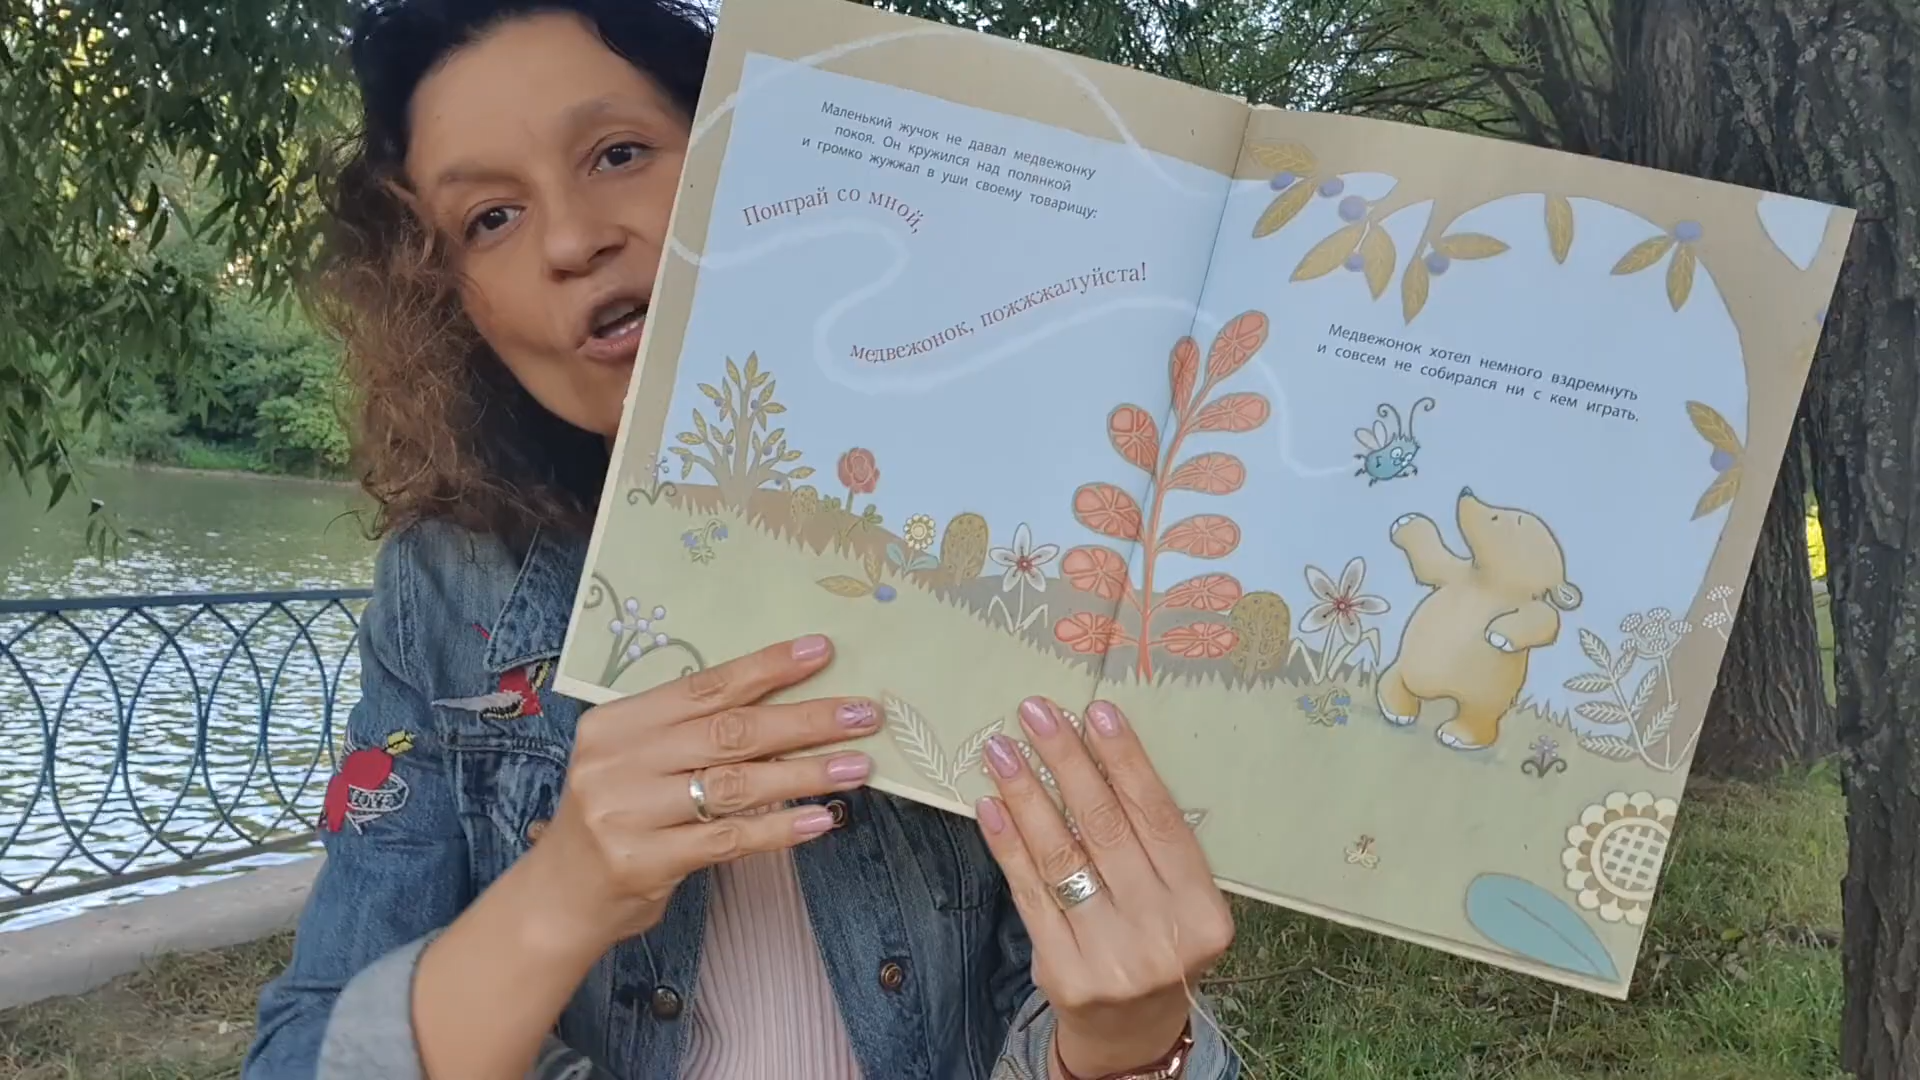 Маленький жучок не давал медвежонку
покоя. Он кружился над полянкой
и громко жужжал в уши своему товарищу:
Поиграй со мной,
медвежонок, пожжжалуйста!
Медвежонок хотел немного вздремнуть
и совсем не собирался ни с кем играть.
LOVE